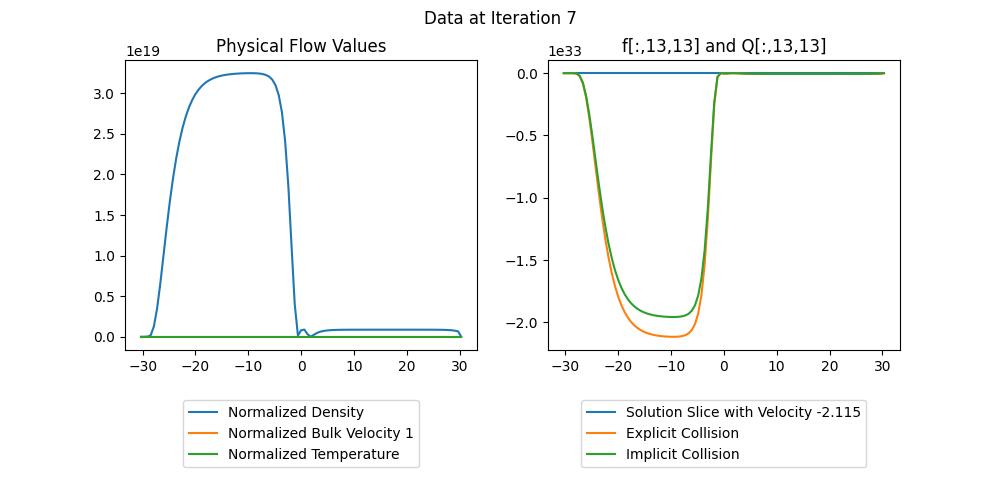 Data at Iteration 7
Physical Flow Values
1e19
3.0
2.5
2.0
1.5
1.0
0.5
0.0
−30
−20
−10
0
10
20
30
Normalized Density
Normalized Bulk Velocity 1
Normalized Temperature
f[:,13,13] and Q[:,13,13]
1e33
0.0
−0.5
−1.0
−1.5
−2.0
−30
−20
−10
0
10
20
30
Solution Slice with Velocity -2.115
Explicit Collision
Implicit Collision